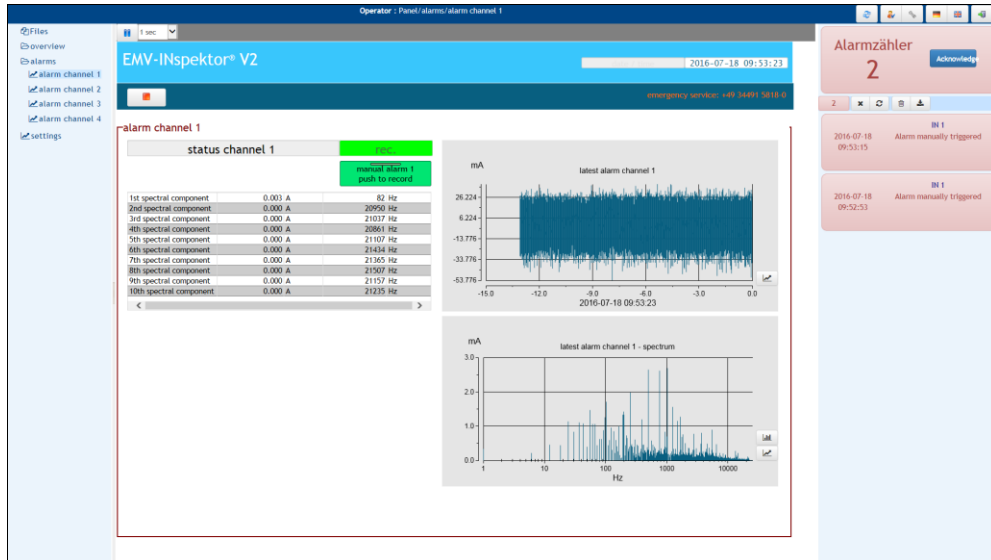 Operator : Panel/alarms/alarm channel 1
Files
overview
alarms
alarm channel 1
alarm channel 2
alarm channel 3
alarm channel 4
settings
1 sec
EMV-INspektor® V2
2016-07-18 09:53:23
emergency service: +49 34491 5818-0
alarm channel 1
status channel 1 rec.
manual alarm 1
push to record
1st spectral component 0.003 A 82 Hz
2nd spectral component 0.000 A 20950 Hz
3rd spectral component 0.000 A 21037 Hz
4th spectral component 0.000 A 20861 Hz
5th spectral component 0.000 A 21107 Hz
6th spectral component 0.000 A 21434 Hz
7th spectral component 0.000 A 21365 Hz
8th spectral component 0.000 A 21507 Hz
9th spectral component 0.000 A 21157 Hz
10th spectral component 0.000 A 21235 Hz
mA
latest alarm channel 1
26.224
6.224
-13.776
-33.776
-53.776
-15.0 -12.0 -9.0 -6.0 -3.0 0.0
2016-07-18 09:53:23
mA
latest alarm channel 1 - spectrum
3.0
2.0
1.0
0.0
1 10 100 1000 10000
Hz
Alarmzähler
2
Acknowledge
2
IN 1
2016-07-18 Alarm manually triggered
09:53:15
IN 1
2016-07-18 Alarm manually triggered
09:52:53